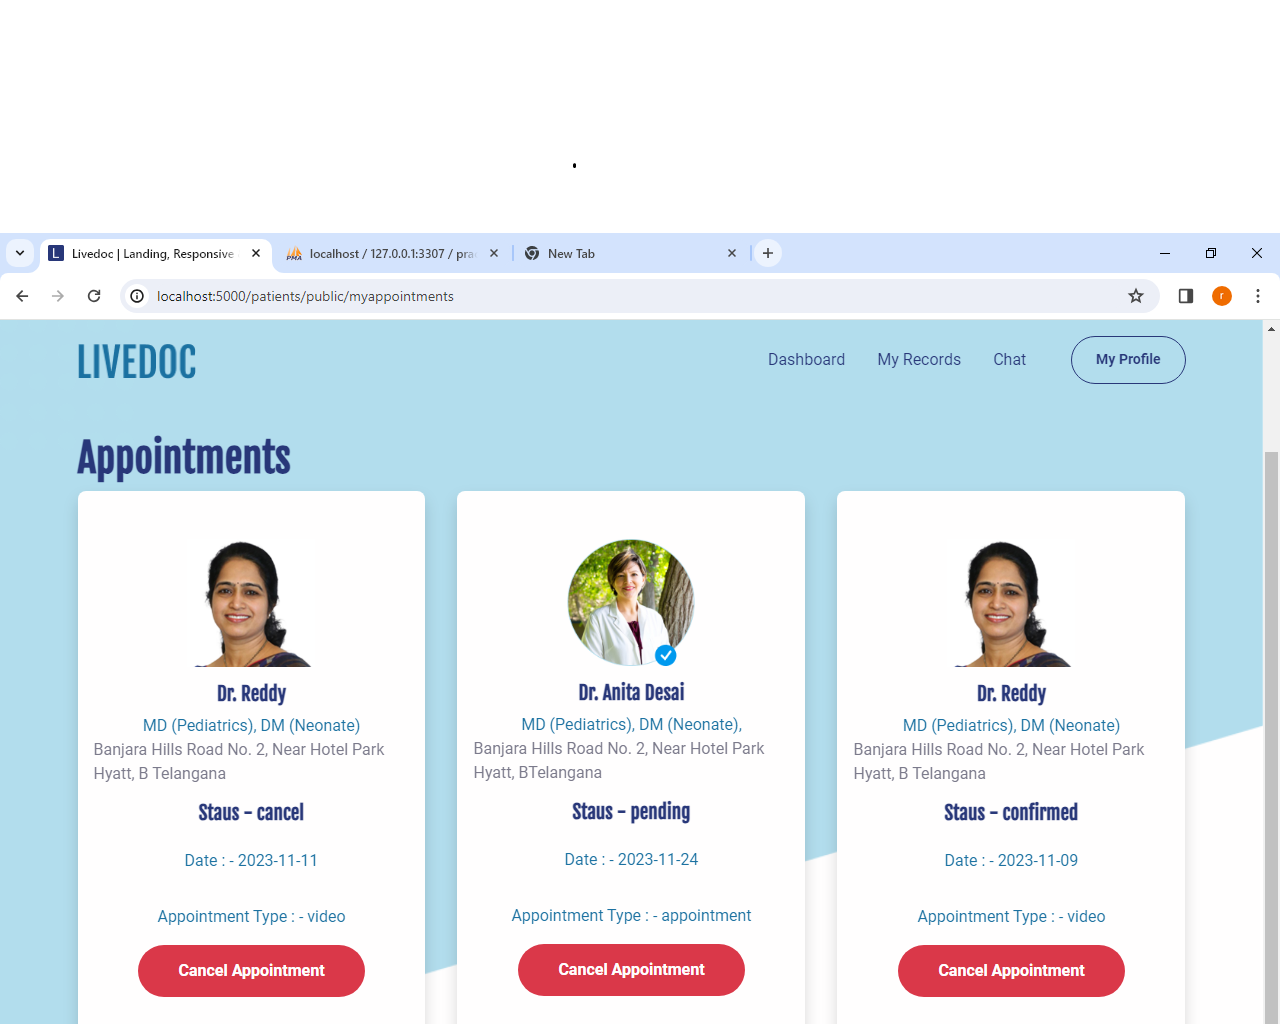 .
L Livedoc | Landing, Responsive
PMA localhost / 127.0.0.1:3307 / pra
New Tab
localhost:5000/patients/public/myappointments
r
LIVEDOC
Dashboard My Records Chat My Profile
Appointments
Dr. Reddy
MD (Pediatrics), DM (Neonate)
Banjara Hills Road No. 2, Near Hotel Park
Hyatt, B Telangana
Staus - cancel
Date : - 2023-11-11
Appointment Type : - video
Cancel Appointment
Dr. Anita Desai
MD (Pediatrics), DM (Neonate),
Banjara Hills Road No. 2, Near Hotel Park
Hyatt, BTelangana
Staus - pending
Date : - 2023-11-24
Appointment Type : - appointment
Cancel Appointment
Dr. Reddy
MD (Pediatrics), DM (Neonate)
Banjara Hills Road No. 2, Near Hotel Park
Hyatt, B Telangana
Staus - confirmed
Date : - 2023-11-09
Appointment Type : - video
Cancel Appointment